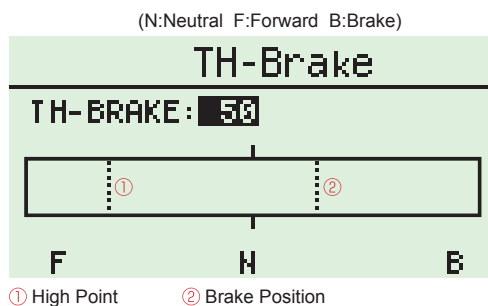 (N:Neutral F:Forward B:Brake)
TH-Brake
TH-BRAKE: 50
① ②
F N B
① High Point ② Brake Position